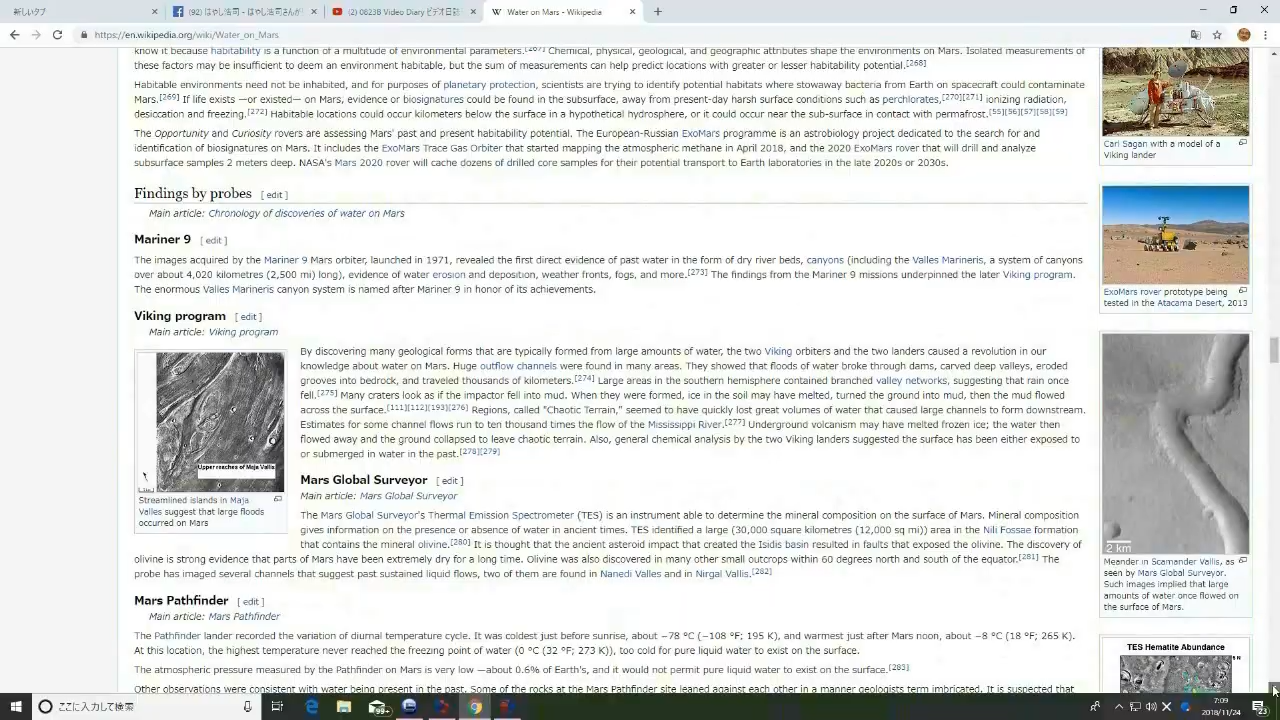 新しいタブ
(92) はやし浩司 - はやし浩司さんが
(2) 0823B Video Diary ビデオ日誌
Water on Mars - Wikipedia
https://en.wikipedia.org/wiki/Water_on_Mars
know it because habitability is a function of a multitude of environmental parameters.[267] Chemical, physical, geological, and geographic attributes shape the environments on Mars. Isolated measurements of
these factors may be insufficient to deem an environment habitable, but the sum of measurements can help predict locations with greater or lesser habitability potential.[268]
Habitable environments need not be inhabited, and for purposes of planetary protection, scientists are trying to identify potential habitats where stowaway bacteria from Earth on spacecraft could contaminate
Mars.[269] If life exists —or existed— on Mars, evidence or biosignatures could be found in the subsurface, away from present-day harsh surface conditions such as perchlorates,[270][271] ionizing radiation,
desiccation and freezing.[272] Habitable locations could occur kilometers below the surface in a hypothetical hydrosphere, or it could occur near the sub-surface in contact with permafrost.[55][56][57][58][59]
The Opportunity and Curiosity rovers are assessing Mars' past and present habitability potential. The European-Russian ExoMars programme is an astrobiology project dedicated to the search for and
identification of biosignatures on Mars. It includes the ExoMars Trace Gas Orbiter that started mapping the atmospheric methane in April 2018, and the 2020 ExoMars rover that will drill and analyze
subsurface samples 2 meters deep. NASA's Mars 2020 rover will cache dozens of drilled core samples for their potential transport to Earth laboratories in the late 2020s or 2030s.
Findings by probes [ edit ]
Main article: Chronology of discoveries of water on Mars
Mariner 9 [ edit ]
The images acquired by the Mariner 9 Mars orbiter, launched in 1971, revealed the first direct evidence of past water in the form of dry river beds, canyons (including the Valles Marineris, a system of canyons
over about 4,020 kilometres (2,500 mi) long), evidence of water erosion and deposition, weather fronts, fogs, and more.[273] The findings from the Mariner 9 missions underpinned the later Viking program.
The enormous Valles Marineris canyon system is named after Mariner 9 in honor of its achievements.
Viking program [ edit ]
Main article: Viking program
By discovering many geological forms that are typically formed from large amounts of water, the two Viking orbiters and the two landers caused a revolution in our
knowledge about water on Mars. Huge outflow channels were found in many areas. They showed that floods of water broke through dams, carved deep valleys, eroded
grooves into bedrock, and traveled thousands of kilometers.[274] Large areas in the southern hemisphere contained branched valley networks, suggesting that rain once
fell.[275] Many craters look as if the impactor fell into mud. When they were formed, ice in the soil may have melted, turned the ground into mud, then the mud flowed
across the surface.[111][112][193][276] Regions, called "Chaotic Terrain," seemed to have quickly lost great volumes of water that caused large channels to form downstream.
Estimates for some channel flows run to ten thousand times the flow of the Mississippi River.[277] Underground volcanism may have melted frozen ice; the water then
flowed away and the ground collapsed to leave chaotic terrain. Also, general chemical analysis by the two Viking landers suggested the surface has been either exposed to
or submerged in water in the past.[278][279]
Upper reaches of Maja Vallis
Streamlined islands in Maja
Valles suggest that large floods
occurred on Mars
Mars Global Surveyor [ edit ]
Main article: Mars Global Surveyor
The Mars Global Surveyor's Thermal Emission Spectrometer (TES) is an instrument able to determine the mineral composition on the surface of Mars. Mineral composition
gives information on the presence or absence of water in ancient times. TES identified a large (30,000 square kilometres (12,000 sq mi)) area in the Nili Fossae formation
that contains the mineral olivine.[280] It is thought that the ancient asteroid impact that created the Isidis basin resulted in faults that exposed the olivine. The discovery of
olivine is strong evidence that parts of Mars have been extremely dry for a long time. Olivine was also discovered in many other small outcrops within 60 degrees north and south of the equator.[281] The
probe has imaged several channels that suggest past sustained liquid flows, two of them are found in Nanedi Valles and in Nirgal Vallis.[282]
Mars Pathfinder [ edit ]
Main article: Mars Pathfinder
The Pathfinder lander recorded the variation of diurnal temperature cycle. It was coldest just before sunrise, about −78 °C (−108 °F; 195 K), and warmest just after Mars noon, about −8 °C (18 °F; 265 K).
At this location, the highest temperature never reached the freezing point of water (0 °C (32 °F; 273 K)), too cold for pure liquid water to exist on the surface.
The atmospheric pressure measured by the Pathfinder on Mars is very low —about 0.6% of Earth's, and it would not permit pure liquid water to exist on the surface.[283]
Other observations were consistent with water being present in the past. Some of the rocks at the Mars Pathfinder site leaned against each other in a manner geologists term imbricated. It is suspected that
Carl Sagan with a model of a
Viking lander
ExoMars rover prototype being
tested in the Atacama Desert, 2013
2 km
Meander in Scamander Vallis, as
seen by Mars Global Surveyor.
Such images implied that large
amounts of water once flowed on
the surface of Mars.
TES Hematite Abundance
ここに入力して検索
99+
7:09
2018/11/24
23